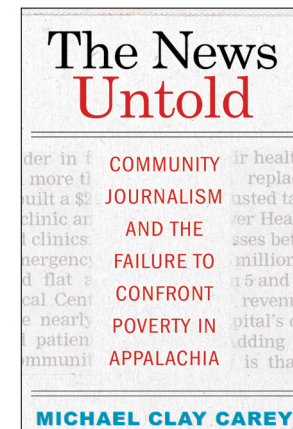 The News
Untold
COMMUNITY
JOURNALISM
AND THE
FAILURE TO
CONFRONT
POVERTY IN
APPALACHIA
MICHAEL CLAY CAREY